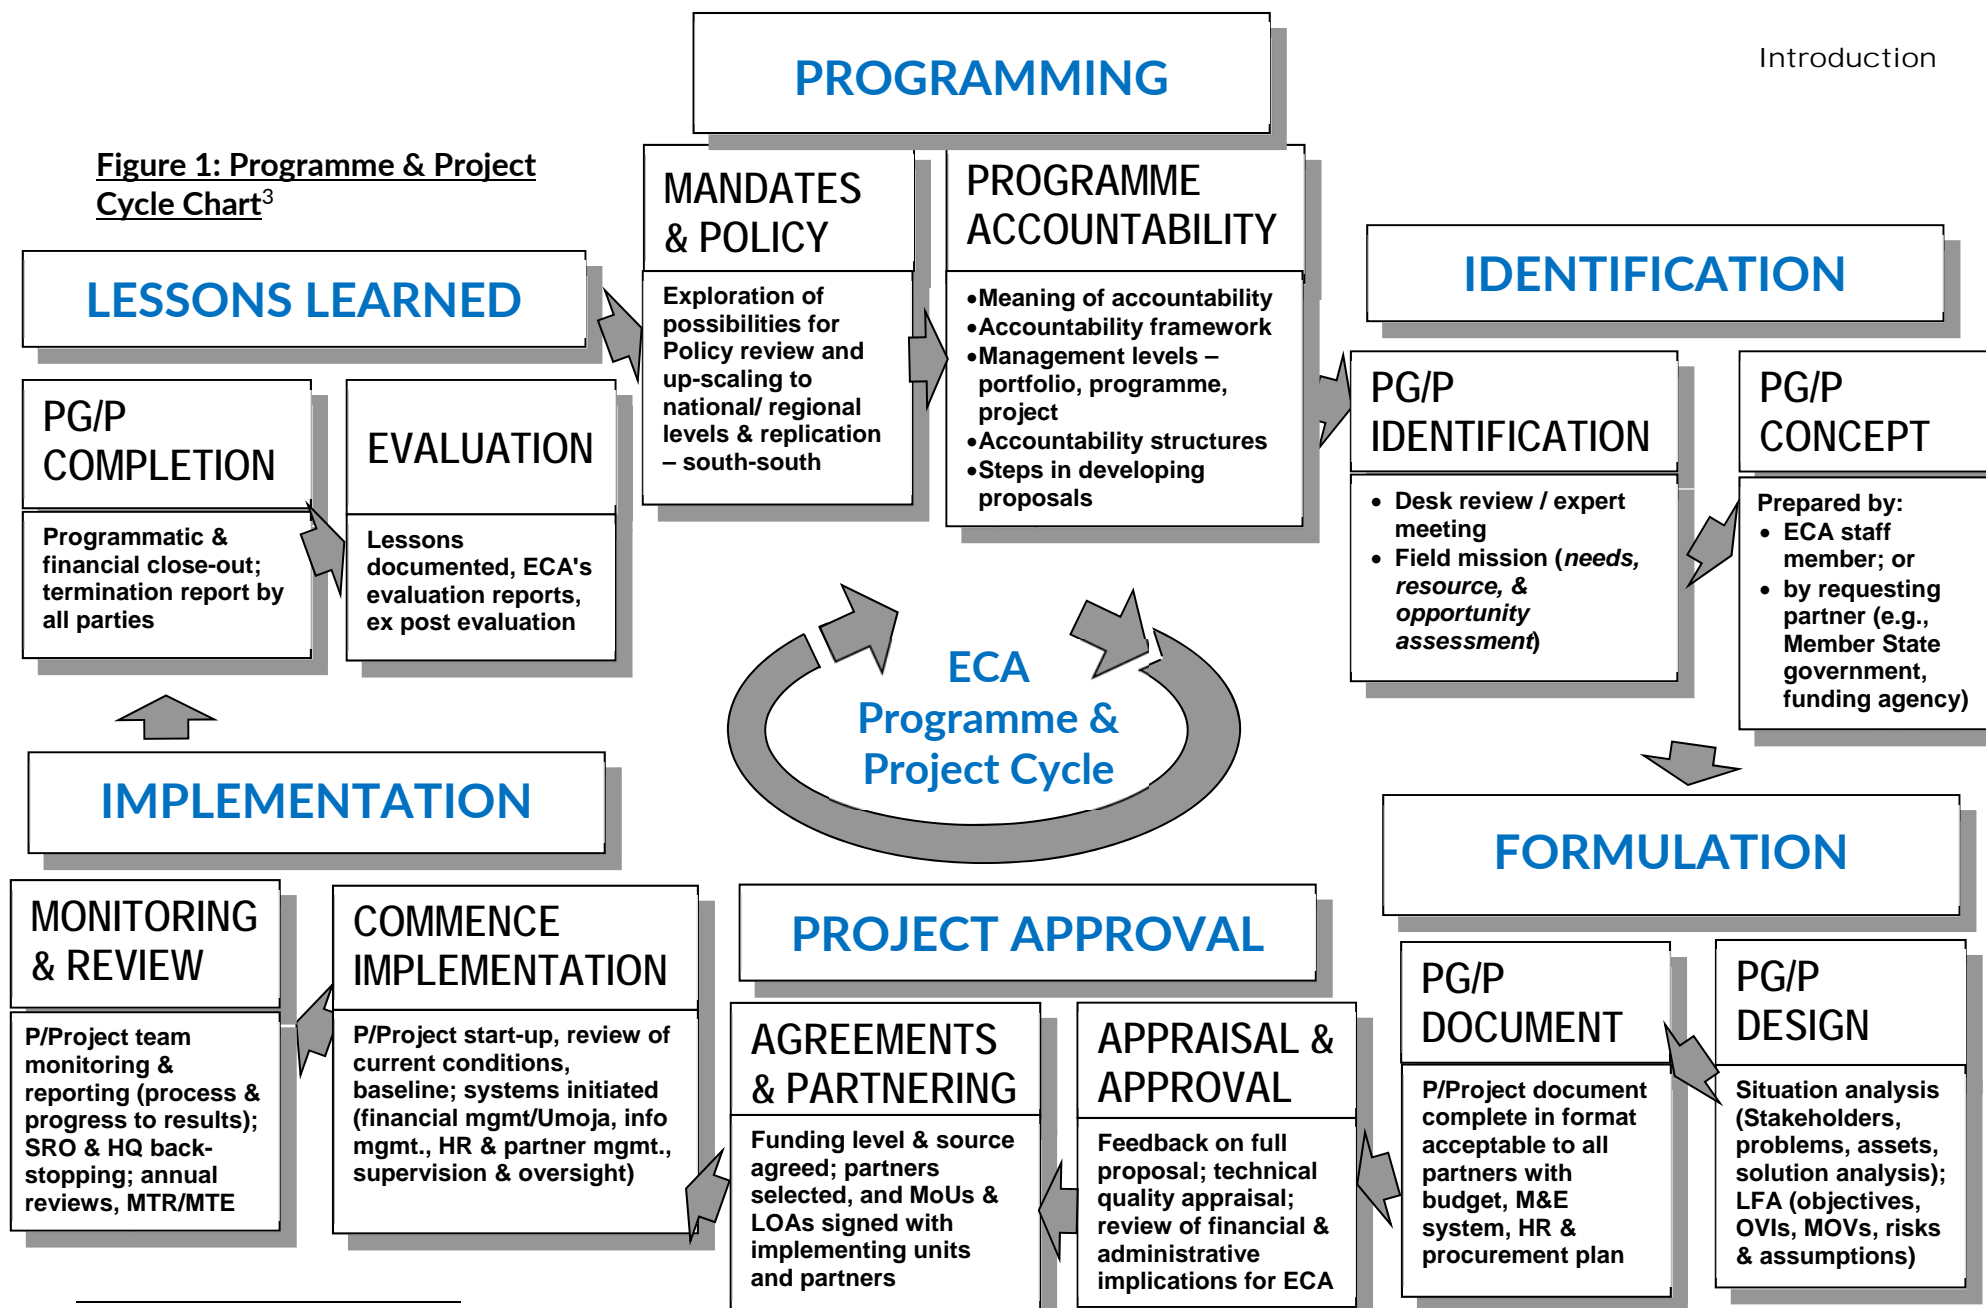 Introduction
PROGRAMMING
Figure 1: Programme & Project
Cycle Chart3
MANDATES
& POLICY
Exploration of
possibilities for
Policy review and
up-scaling to
national/ regional
levels & replication
– south-south
PROGRAMME
ACCOUNTABILITY
•Meaning of accountability
•Accountability framework
•Management levels –
portfolio, programme,
project
•Accountability structures
•Steps in developing
proposals
IDENTIFICATION
PG/P
IDENTIFICATION
• Desk review / expert
meeting
• Field mission (needs,
resource, &
opportunity
assessment)
PG/P
CONCEPT
Prepared by:
• ECA staff
member; or
• by requesting
partner (e.g.,
Member State
government,
funding agency)
LESSONS LEARNED
PG/P
COMPLETION
Programmatic &
financial close-out;
termination report by
all parties
EVALUATION
Lessons
documented, ECA's
evaluation reports,
ex post evaluation
ECA
Programme &
Project Cycle
IMPLEMENTATION
MONITORING
& REVIEW
P/Project team
monitoring &
reporting (process &
progress to results);
SRO & HQ back-
stopping; annual
reviews, MTR/MTE
COMMENCE
IMPLEMENTATION
P/Project start-up, review of
current conditions,
baseline; systems initiated
(financial mgmt/Umoja, info
mgmt., HR & partner mgmt.,
supervision & oversight)
PROJECT APPROVAL
AGREEMENTS
& PARTNERING
Funding level & source
agreed; partners
selected, and MoUs &
LOAs signed with
implementing units
and partners
APPRAISAL &
APPROVAL
Feedback on full
proposal; technical
quality appraisal;
review of financial &
administrative
implications for ECA
FORMULATION
PG/P
DOCUMENT
P/Project document
complete in format
acceptable to all
partners with
budget, M&E
system, HR &
procurement plan
PG/P
DESIGN
Situation analysis
(Stakeholders,
problems, assets,
solution analysis);
LFA (objectives,
OVIs, MOVs, risks
& assumptions)